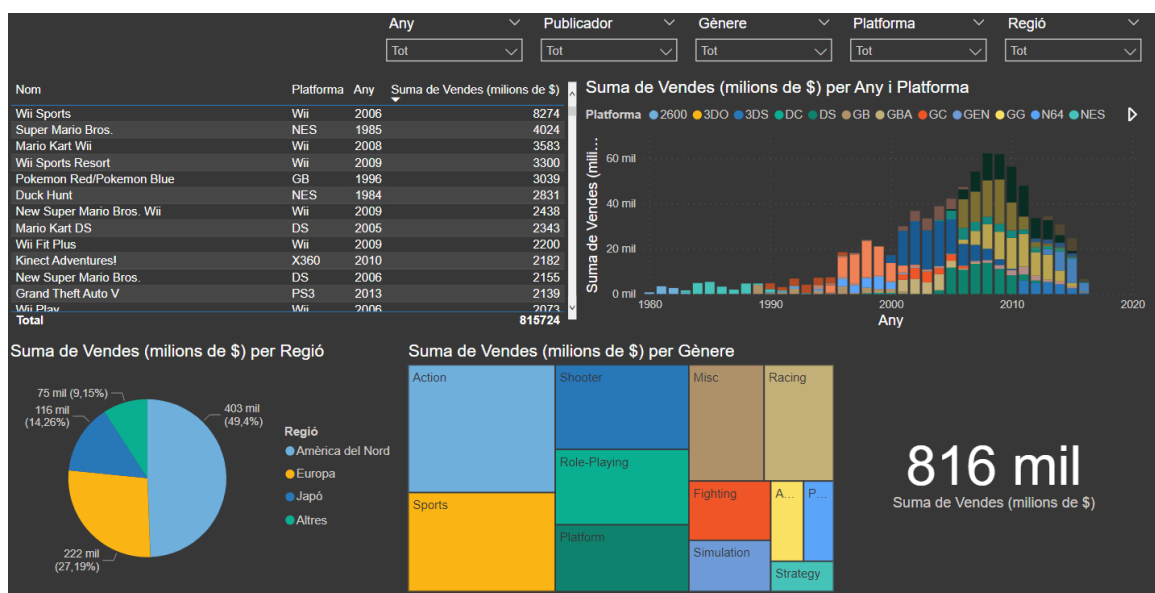 Any Publicador Gènere Platforma Regió
Tot Tot Tot Tot Tot
Nom Platforma Any Suma de Vendes (milions de $)
Wii Sports Wii 2006 8274
Super Mario Bros. NES 1985 4024
Mario Kart Wii Wii 2008 3583
Wii Sports Resort Wii 2009 3300
Pokemon Red/Pokemon Blue GB 1996 3039
Duck Hunt NES 1984 2831
New Super Mario Bros. Wii Wii 2009 2438
Mario Kart DS DS 2005 2343
Wii Fit Plus Wii 2009 2200
Kinect Adventures! X360 2010 2182
New Super Mario Bros. DS 2006 2155
Grand Theft Auto V PS3 2013 2139
Wii Play Wii 2006 2073
Total 815724
Suma de Vendes (milions de $) per Any i Platforma
Platforma 2600 3DO 3DS DC DS GB GBA GC GEN GG N64 NES
Suma de Vendes (mili...
60 mil
40 mil
20 mil
0 mil
1980 1990 2000 2010 2020
Any
Suma de Vendes (milions de $) per Regió
75 mil (9,15%)
116 mil
(14,26%)
403 mil
(49,4%)
222 mil
(27,19%)
Regió
Amèrica del Nord
Europa
Japó
Altres
Suma de Vendes (milions de $) per Gènere
Action
Shooter
Misc
Racing
Role-Playing
Sports
Fighting
A...
P...
Platform
Simulation
Strategy
816 mil
Suma de Vendes (milions de $)